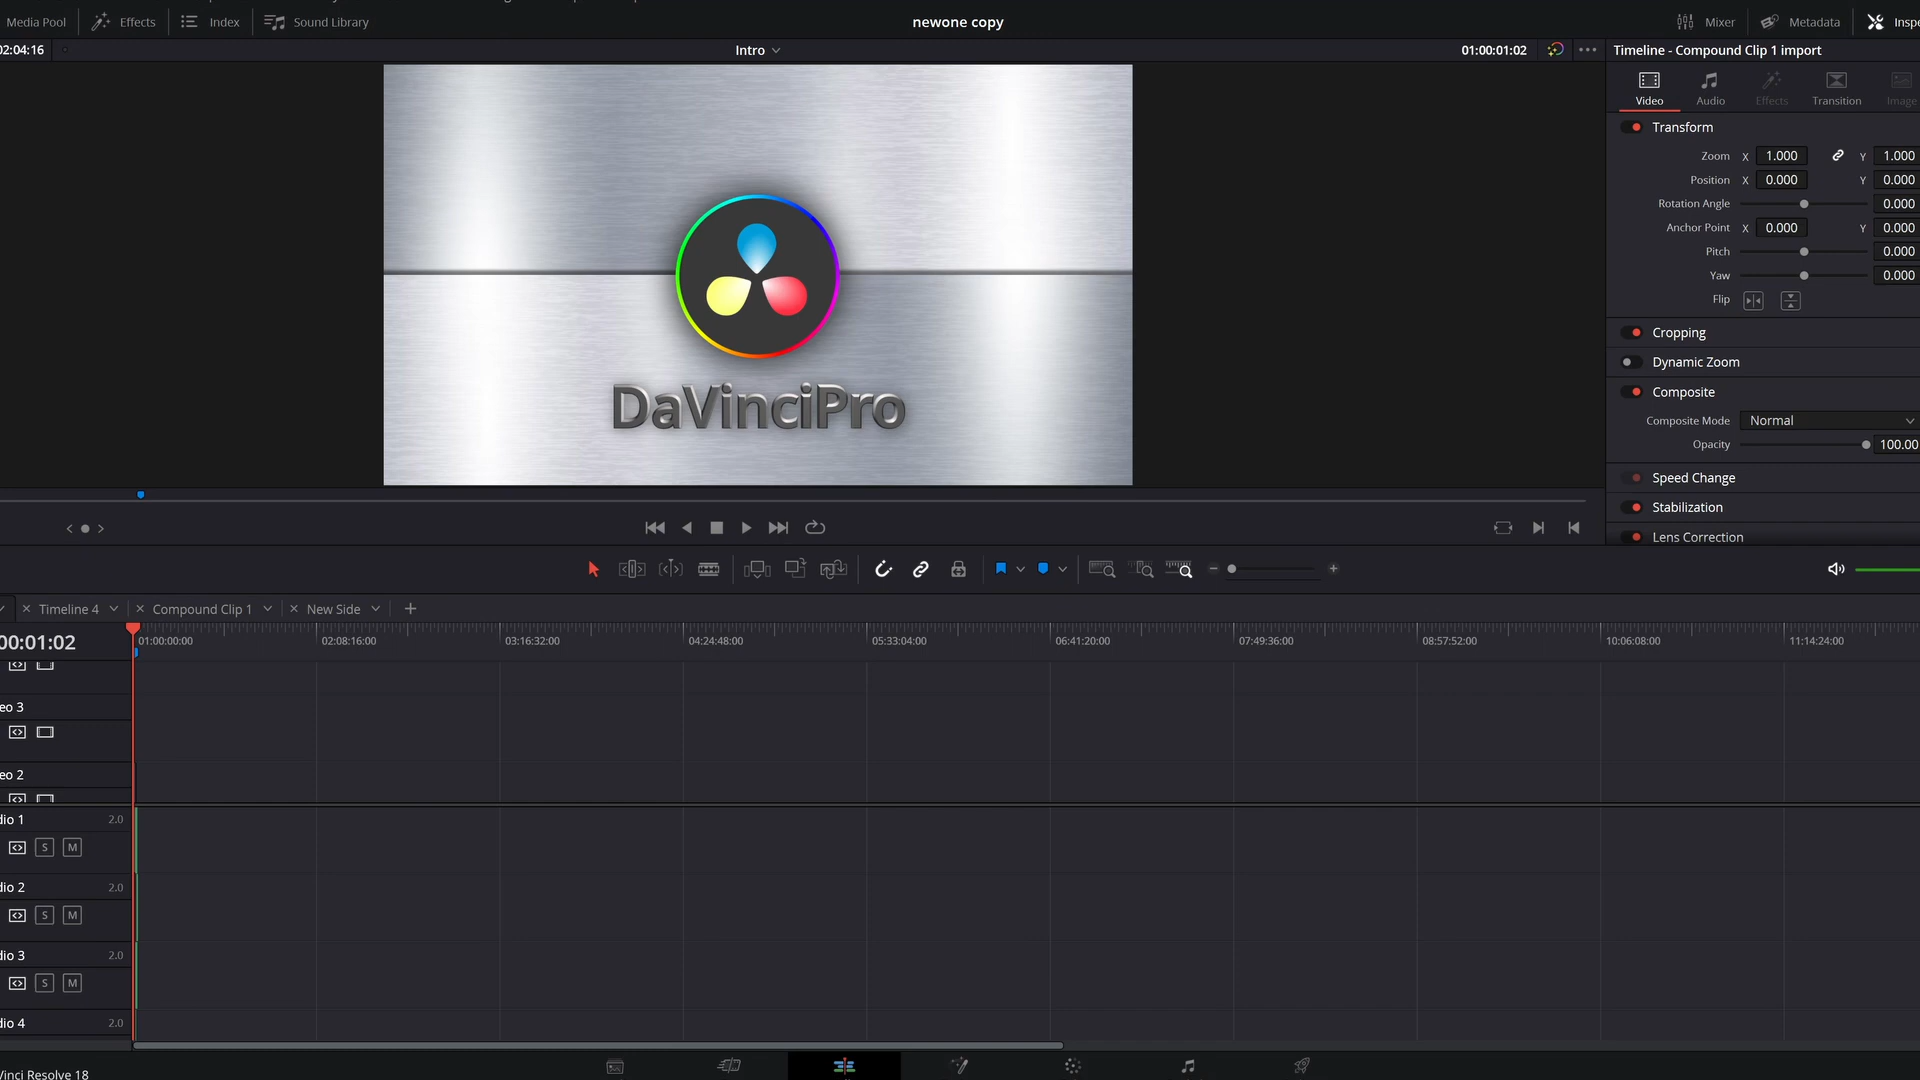 Media Pool
Effects
Index
Sound Library
newone copy
Mixer
Metadata
Inspe
02:04:16
Intro
01:00:01:02
Timeline - Compound Clip 1 import
Video
Audio
Effects
Transition
Image
Transform
Zoom X 1.000 Y 1.000
Position X 0.000 Y 0.000
Rotation Angle 0.000
Anchor Point X 0.000 Y 0.000
Pitch 0.000
Yaw 0.000
Flip
Cropping
Dynamic Zoom
Composite
Composite Mode Normal
Opacity 100.00
Speed Change
Stabilization
Lens Correction
DaVinciPro
Timeline 4
Compound Clip 1
New Side
00:01:02
01:00:00:00
02:08:16:00
03:16:32:00
04:24:48:00
05:33:04:00
06:41:20:00
07:49:36:00
08:57:52:00
10:06:08:00
11:14:24:00
eo 3
eo 2
dio 1 2.0
S M
dio 2 2.0
S M
dio 3 2.0
S M
dio 4 2.0
Vinci Resolve 18